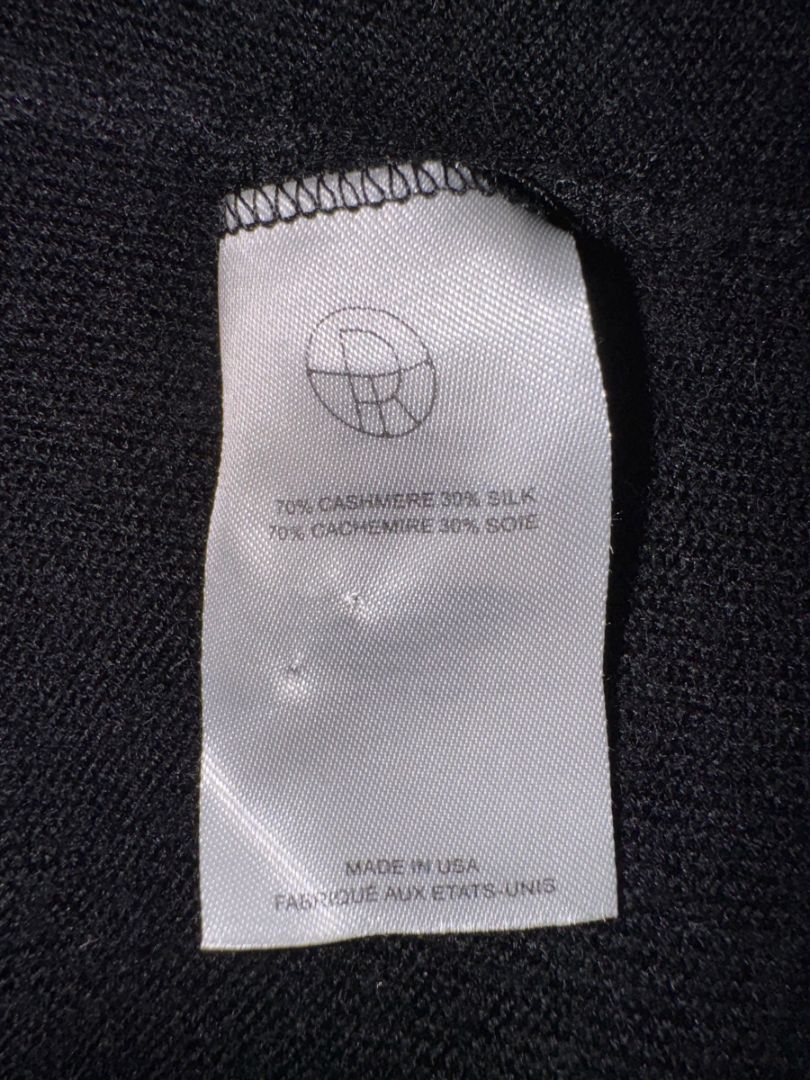 70% CASHMERE 30% SILK
70% CACHEMIRE 30% SOIE
MADE IN USA
FABRIQUÉ AUX ETATS-UNIS